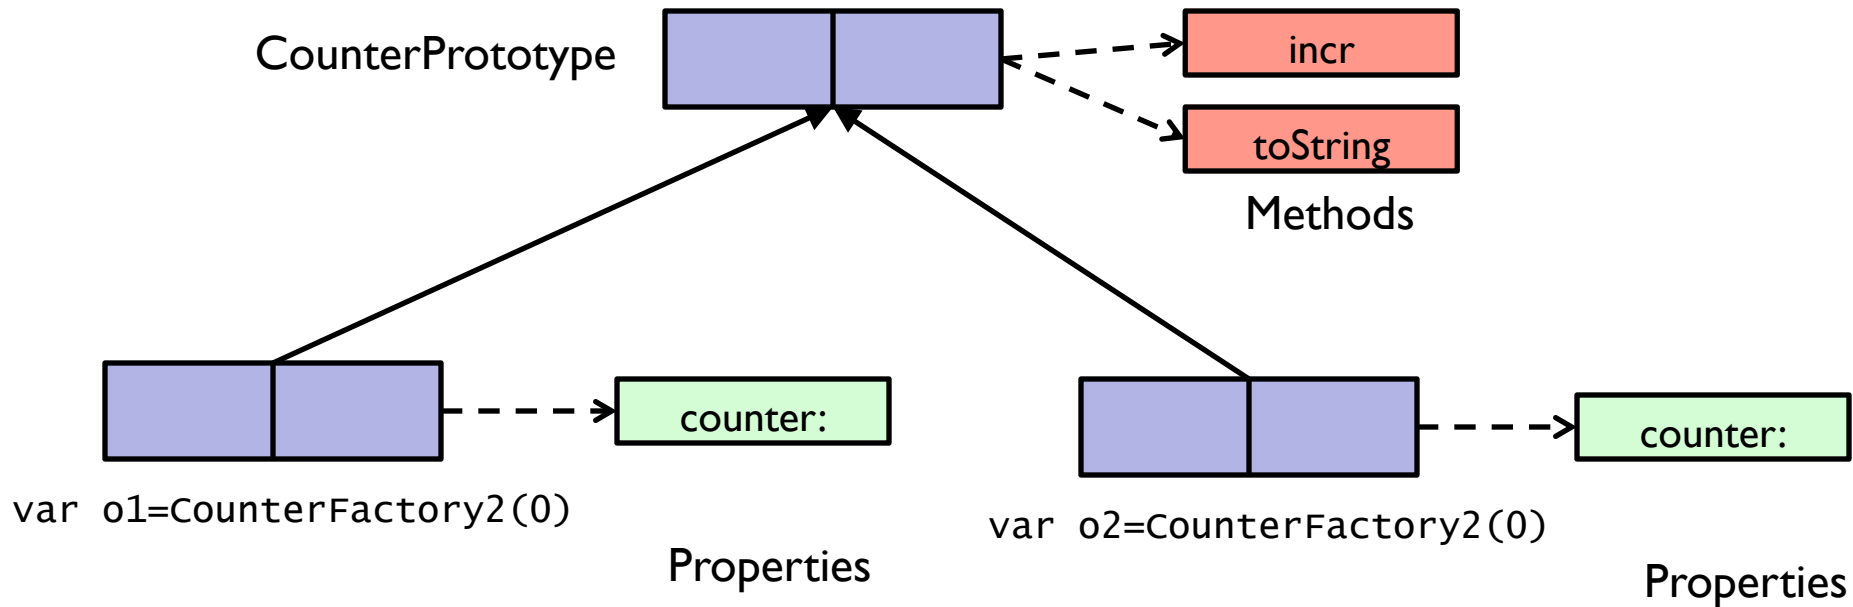 CounterPrototype
incr
toString
Methods
counter:
counter:
var o1=CounterFactory2(0)
var o2=CounterFactory2(0)
Properties
Properties